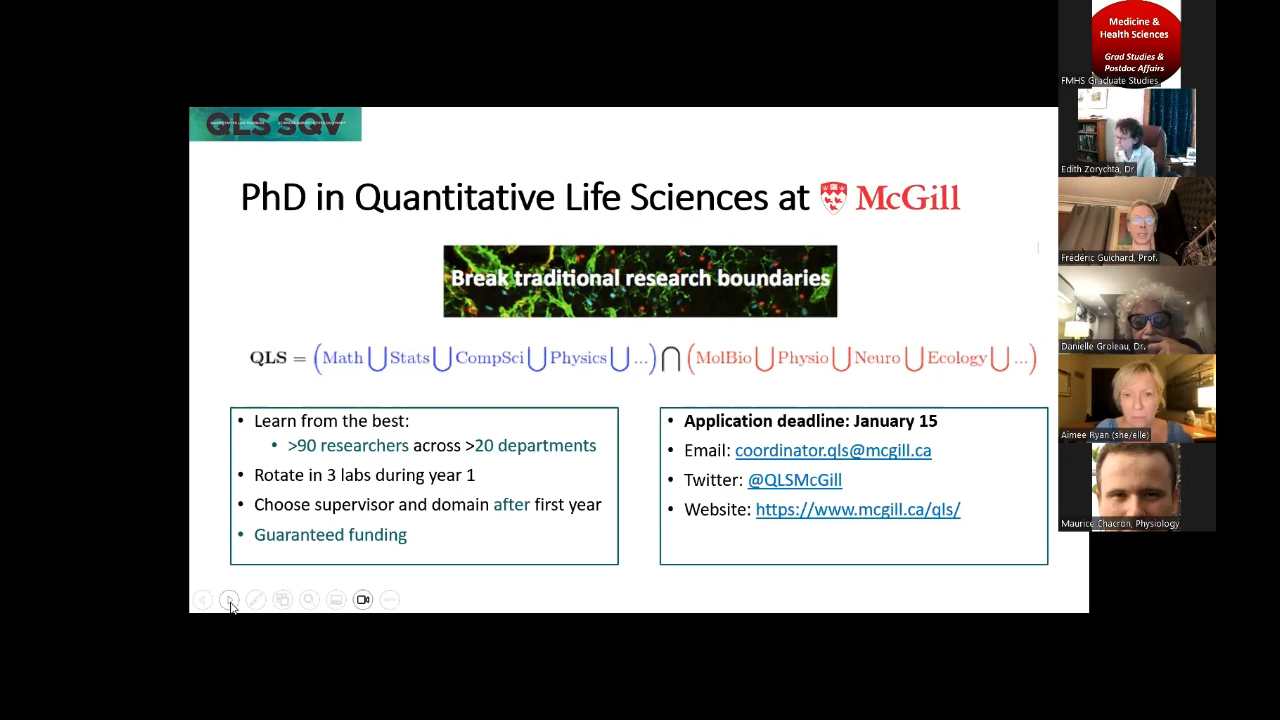 QLS SQV
PhD in Quantitative Life Sciences at McGill
Break traditional research boundaries
QLS = (Math ⋃ Stats ⋃ CompSci ⋃ Physics ⋃ ...) ⋂ (MolBio ⋃ Physio ⋃ Neuro ⋃ Ecology ⋃ ...)
• Learn from the best:
• >90 researchers across >20 departments
• Rotate in 3 labs during year 1
• Choose supervisor and domain after first year
• Guaranteed funding
• Application deadline: January 15
• Email: coordinator.qls@mcgill.ca
• Twitter: @QLSMcGill
• Website: https://www.mcgill.ca/qls/
Medicine &
Health Sciences
Grad Studies &
Postdoc Affairs
FMHS Graduate Studies
Edith Zorychta, Dr
Frédéric Guichard, Prof.
Danielle Groleau, Dr.
Aimee Ryan (she/elle)
Maurice Chacron, Physiology